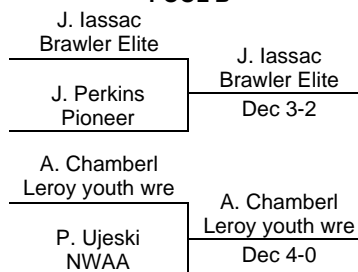 J. Iassac
Brawler Elite
J. Iassac
Brawler Elite
J. Perkins
Pioneer
Dec 3-2
A. Chamberl
Leroy youth wre
A. Chamberl
Leroy youth wre
P. Ujeski
NWAA
Dec 4-0